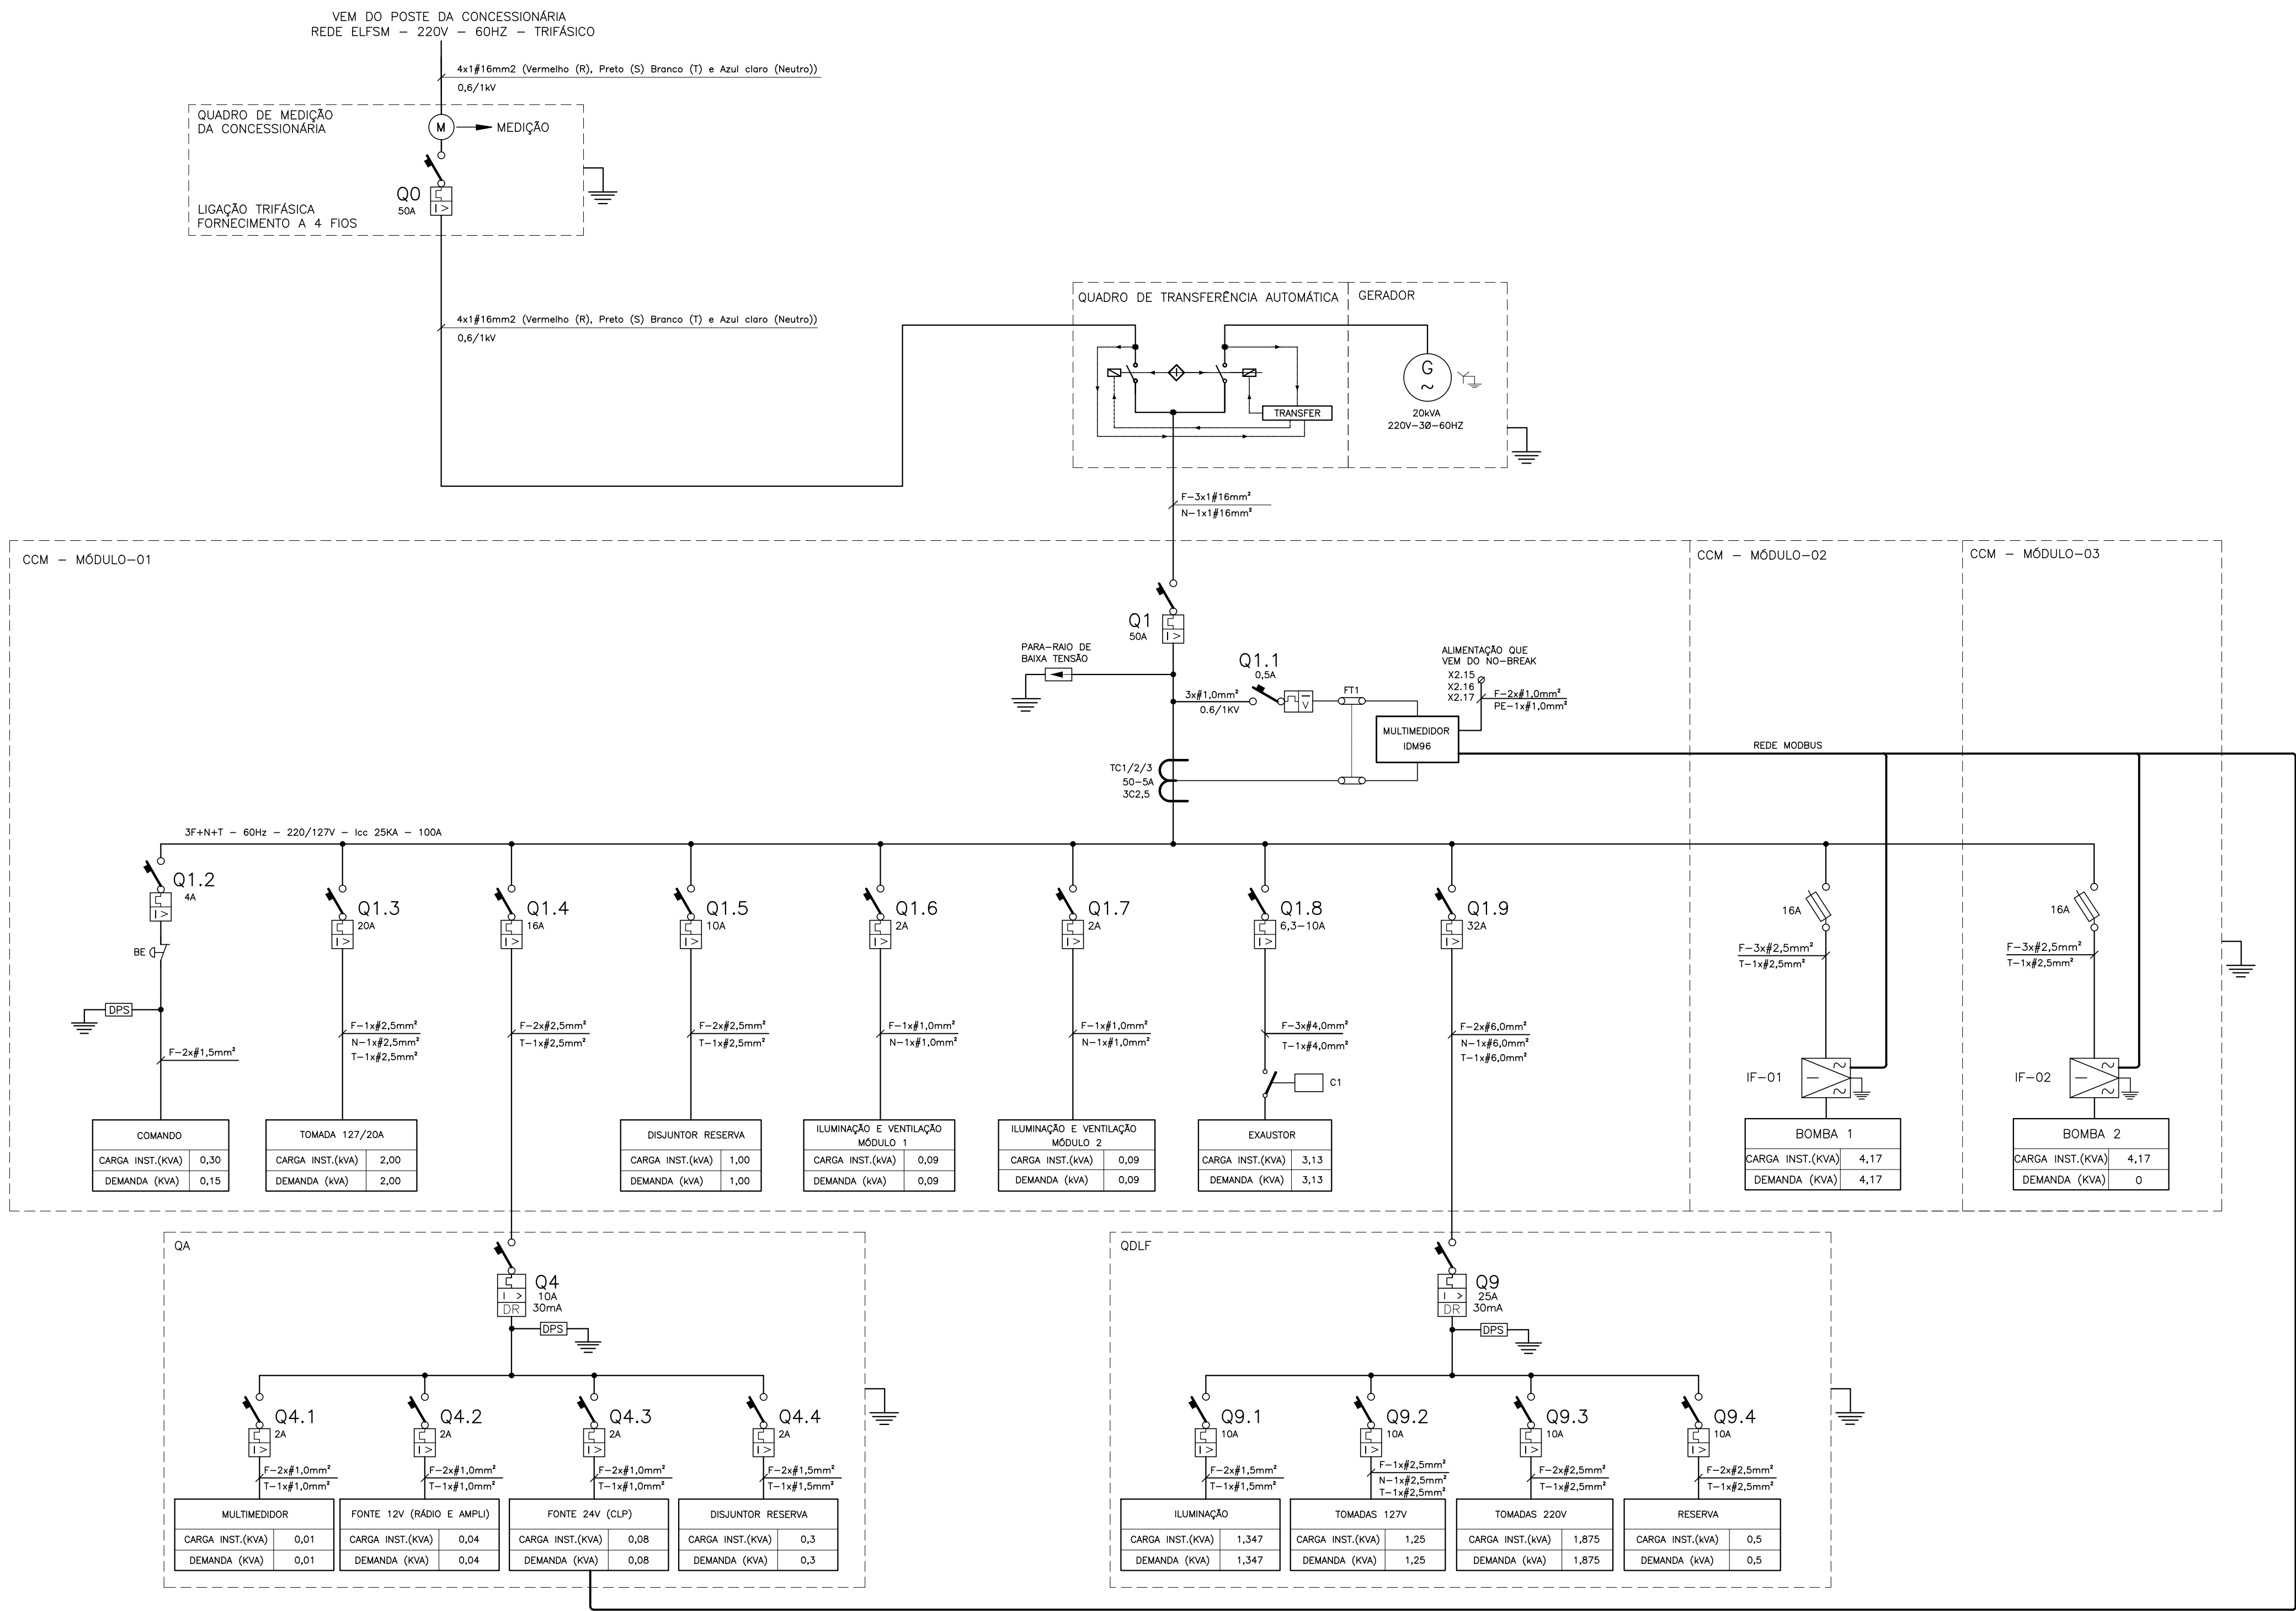 VEM DO POSTE DA CONCESSIONÁRIA
REDE ELFSM – 220V – 60HZ – TRIFÁSICO
4x1#16mm2 (Vermelho (R), Preto (S) Branco (T) e Azul claro (Neutro))
0,6/1kV
QUADRO DE MEDIÇÃO
DA CONCESSIONÁRIA
M
MEDIÇÃO
Q0
50A
I >
LIGAÇÃO TRIFÁSICA
FORNECIMENTO A 4 FIOS
4x1#16mm2 (Vermelho (R), Preto (S) Branco (T) e Azul claro (Neutro))
0,6/1kV
QUADRO DE TRANSFERÊNCIA AUTOMÁTICA
GERADOR
G
~
TRANSFER
20kVA
220V–3Ø–60HZ
F–3x1#16mm²
N–1x1#16mm²
CCM – MÓDULO–01
CCM – MÓDULO–02
CCM – MÓDULO–03
Q1
50A
I >
PARA–RAIO DE
BAIXA TENSÃO
Q1.1
0,5A
3x#1,0mm²
0.6/1KV
V
FT1
ALIMENTAÇÃO QUE
VEM DO NO–BREAK
X2.15
X2.16
X2.17
F–2x#1,0mm²
PE–1x#1,0mm²
MULTIMEDIDOR
IDM96
REDE MODBUS
TC1/2/3
50–5A
3C2,5
3F+N+T – 60Hz – 220/127V – Icc 25KA – 100A
Q1.2
4A
I >
BE
DPS
F–2x#1,5mm²
COMANDO
CARGA INST.(KVA) 0,30
DEMANDA (KVA) 0,15
Q1.3
20A
I >
F–1x#2,5mm²
N–1x#2,5mm²
T–1x#2,5mm²
TOMADA 127/20A
CARGA INST.(kVA) 2,00
DEMANDA (kVA) 2,00
Q1.4
16A
I >
F–2x#2,5mm²
T–1x#2,5mm²
Q1.5
10A
I >
F–2x#2,5mm²
T–1x#2,5mm²
DISJUNTOR RESERVA
CARGA INST.(kVA) 1,00
DEMANDA (kVA) 1,00
Q1.6
2A
I >
F–1x#1,0mm²
N–1x#1,0mm²
ILUMINAÇÃO E VENTILAÇÃO
MÓDULO 1
CARGA INST.(kVA) 0,09
DEMANDA (kVA) 0,09
Q1.7
2A
I >
F–1x#1,0mm²
N–1x#1,0mm²
ILUMINAÇÃO E VENTILAÇÃO
MÓDULO 2
CARGA INST.(kVA) 0,09
DEMANDA (kVA) 0,09
Q1.8
6,3–10A
I >
F–3x#4,0mm²
T–1x#4,0mm²
C1
EXAUSTOR
CARGA INST.(KVA) 3,13
DEMANDA (KVA) 3,13
Q1.9
32A
I >
F–2x#6,0mm²
N–1x#6,0mm²
T–1x#6,0mm²
16A
F–3x#2,5mm²
T–1x#2,5mm²
IF–01
~
~
BOMBA 1
CARGA INST.(KVA) 4,17
DEMANDA (KVA) 4,17
16A
F–3x#2,5mm²
T–1x#2,5mm²
IF–02
~
~
BOMBA 2
CARGA INST.(KVA) 4,17
DEMANDA (KVA) 0
QA
Q4
10A
30mA
I >
DR
DPS
Q4.1
2A
I >
F–2x#1,0mm²
T–1x#1,0mm²
MULTIMEDIDOR
CARGA INST.(KVA) 0,01
DEMANDA (KVA) 0,01
Q4.2
2A
I >
F–2x#1,0mm²
T–1x#1,0mm²
FONTE 12V (RÁDIO E AMPLI)
CARGA INST.(KVA) 0,04
DEMANDA (KVA) 0,04
Q4.3
2A
I >
F–2x#1,0mm²
T–1x#1,0mm²
FONTE 24V (CLP)
CARGA INST.(KVA) 0,08
DEMANDA (KVA) 0,08
Q4.4
2A
I >
F–2x#1,5mm²
T–1x#1,5mm²
DISJUNTOR RESERVA
CARGA INST.(KVA) 0,3
DEMANDA (KVA) 0,3
QDLF
Q9
25A
30mA
I >
DR
DPS
Q9.1
10A
I >
F–2x#1,5mm²
T–1x#1,5mm²
ILUMINAÇÃO
CARGA INST.(KVA) 1,347
DEMANDA (KVA) 1,347
Q9.2
10A
I >
F–1x#2,5mm²
N–1x#2,5mm²
T–1x#2,5mm²
TOMADAS 127V
CARGA INST.(KVA) 1,25
DEMANDA (KVA) 1,25
Q9.3
10A
I >
F–2x#2,5mm²
T–1x#2,5mm²
TOMADAS 220V
CARGA INST.(KVA) 1,875
DEMANDA (kVA) 1,875
Q9.4
10A
I >
F–2x#2,5mm²
T–1x#2,5mm²
RESERVA
CARGA INST.(KVA) 0,5
DEMANDA (KVA) 0,5